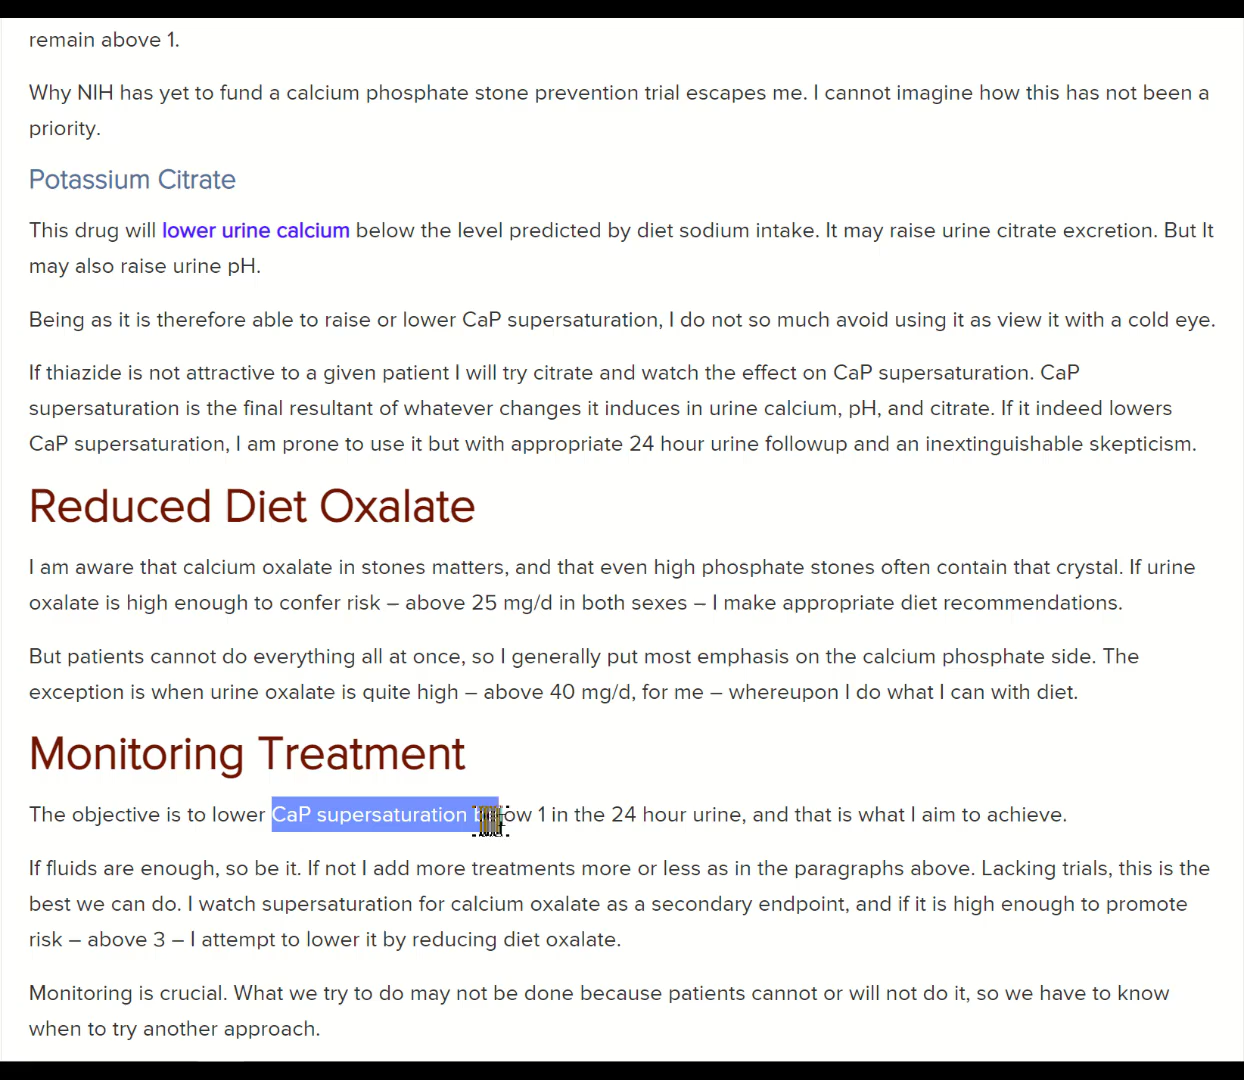 remain above 1.
Why NIH has yet to fund a calcium phosphate stone prevention trial escapes me. I cannot imagine how this has not been a
priority.
Potassium Citrate
This drug will lower urine calcium below the level predicted by diet sodium intake. It may raise urine citrate excretion. But It
may also raise urine pH.
Being as it is therefore able to raise or lower CaP supersaturation, I do not so much avoid using it as view it with a cold eye.
If thiazide is not attractive to a given patient I will try citrate and watch the effect on CaP supersaturation. CaP
supersaturation is the final resultant of whatever changes it induces in urine calcium, pH, and citrate. If it indeed lowers
CaP supersaturation, I am prone to use it but with appropriate 24 hour urine followup and an inextinguishable skepticism.
Reduced Diet Oxalate
I am aware that calcium oxalate in stones matters, and that even high phosphate stones often contain that crystal. If urine
oxalate is high enough to confer risk – above 25 mg/d in both sexes – I make appropriate diet recommendations.
But patients cannot do everything all at once, so I generally put most emphasis on the calcium phosphate side. The
exception is when urine oxalate is quite high – above 40 mg/d, for me – whereupon I do what I can with diet.
Monitoring Treatment
The objective is to lower CaP supersaturation below 1 in the 24 hour urine, and that is what I aim to achieve.
If fluids are enough, so be it. If not I add more treatments more or less as in the paragraphs above. Lacking trials, this is the
best we can do. I watch supersaturation for calcium oxalate as a secondary endpoint, and if it is high enough to promote
risk – above 3 – I attempt to lower it by reducing diet oxalate.
Monitoring is crucial. What we try to do may not be done because patients cannot or will not do it, so we have to know
when to try another approach.